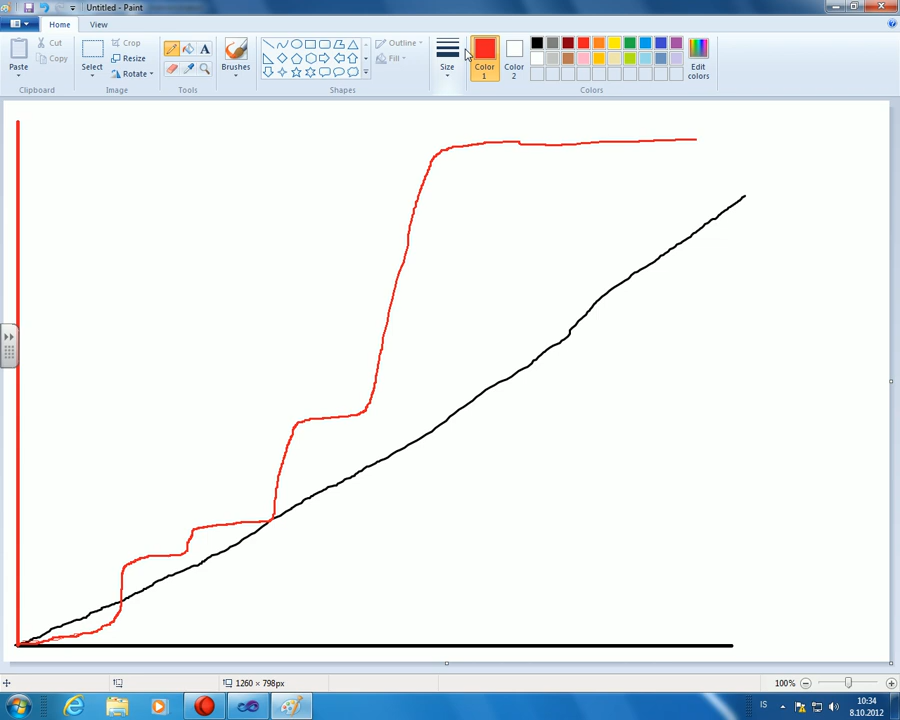 Untitled - Paint
Home View
Paste Cut Copy Clipboard
Select Crop Resize Rotate Image
A Tools
Brushes
Outline Fill Shapes
Size
Color 1 Color 2 Edit colors Colors
1260 × 798px 100%
IS 10:34
8.10.2012